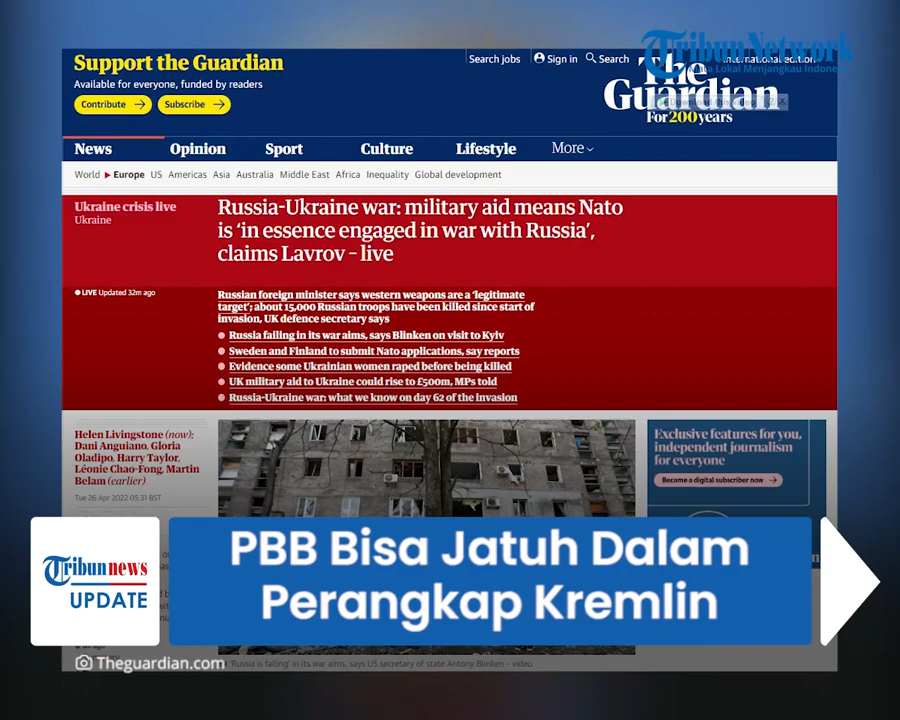 Support the Guardian
Available for everyone, funded by readers
Contribute
Subscribe
Search jobs
Sign in
Search
International edition
Tribun Network
The
Guardian
For 200 years
News
Opinion
Sport
Culture
Lifestyle
More
World
Europe
US
Americas
Asia
Australia
Middle East
Africa
Inequality
Global development
Ukraine crisis live
Ukraine
Russia-Ukraine war: military aid means Nato
is ‘in essence engaged in war with Russia’,
claims Lavrov – live
LIVE Updated 32m ago
Russian foreign minister says western weapons are a ‘legitimate
target’; about 15,000 Russian troops have been killed since start of
invasion, UK defence secretary says
Russia failing in its war aims, says Blinken on visit to Kyiv
Sweden and Finland to submit Nato applications, say reports
Evidence some Ukrainian women raped before being killed
UK military aid to Ukraine could rise to £500m, MPs told
Russia-Ukraine war: what we know on day 62 of the invasion
Helen Livingstone (now);
Dani Anguiano, Gloria
Oladipo, Harry Taylor,
Léonie Chao-Fong, Martin
Belam (earlier)
Tue 26 Apr 2022 05.31 BST
Exclusive features for you,
independent journalism
for everyone
Become a digital subscriber now
Tribunnews
UPDATE
PBB Bisa Jatuh Dalam
Perangkap Kremlin
Theguardian.com
‘Russia is failing’ in its war aims, says US secretary of state Antony Blinken – video